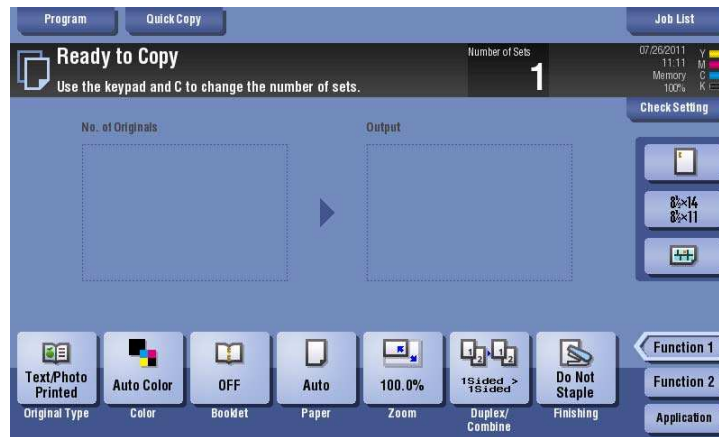 Program
Quick Copy
Job List
Ready to Copy
Use the keypad and C to change the number of sets.
Number of Sets
1
07/26/2011
11:11
Memory
100%
Y
M
C
K
Check Setting
No. of Originals
Output
8½×14
8½×11
Text/Photo
Printed
Auto Color
OFF
Auto
100.0%
1Sided >
1Sided
Do Not
Staple
Original Type
Color
Booklet
Paper
Zoom
Duplex/
Combine
Finishing
Function 1
Function 2
Application